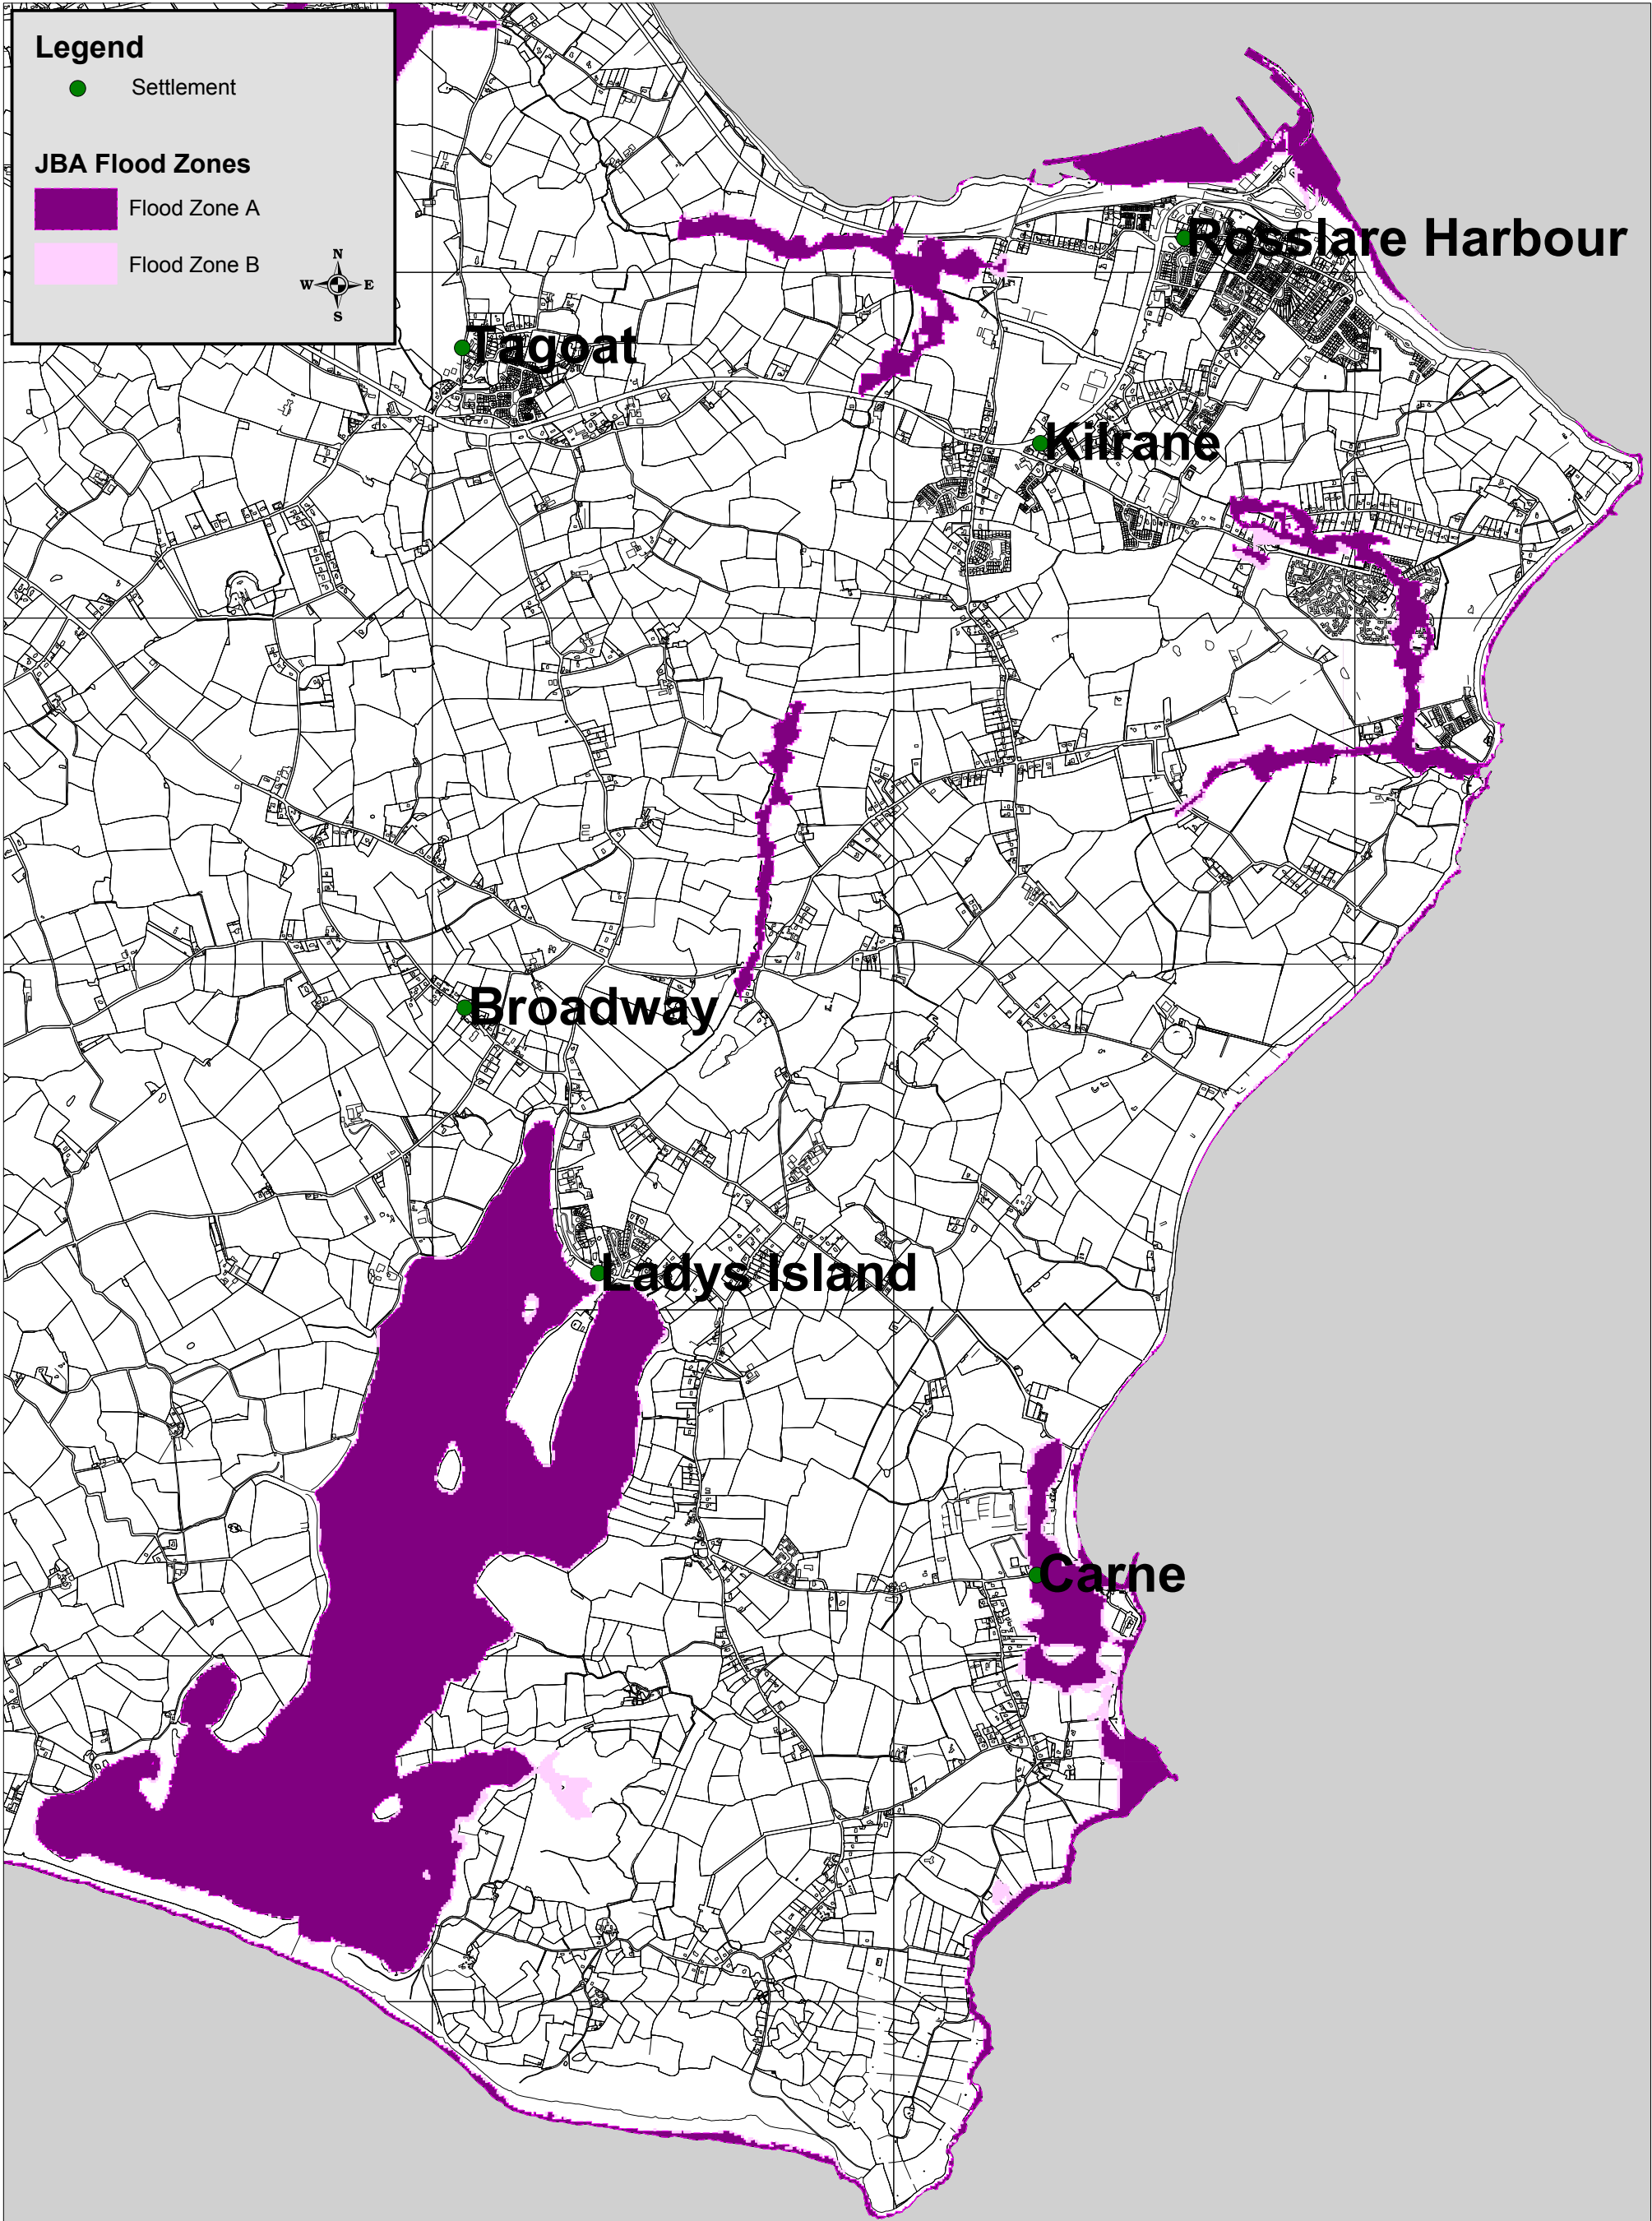 Legend
Settlement
JBA Flood Zones
Flood Zone A
Flood Zone B
N
W E
S
Rosslare Harbour
Tagoat
Kilrane
Broadway
Ladys Island
Carne